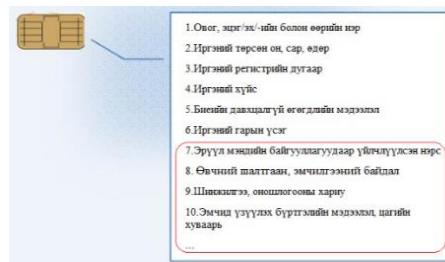 1.Овог, эцэг/эх/-ийн болон өөрийн нэр
2.Иргэний төрсөн он, сар, өдөр
3.Иргэний регистрийн дугаар
4.Иргэний хүйс
5.Биеийн давхцалгүй өгөгдлийн мэдээлэл
6.Иргэний гарын үсэг
7.Эрүүл мэндийн байгууллагуудаар үйлчлүүлсэн нэрс
8. Өвчний шалтгаан, эмчилгээний байдал
9.Шинжилгээ, оношлогооны хариу
10.Эмчид үзүүлэх бүртгэлийн мэдээлэл, цагийн
хуваарь
...